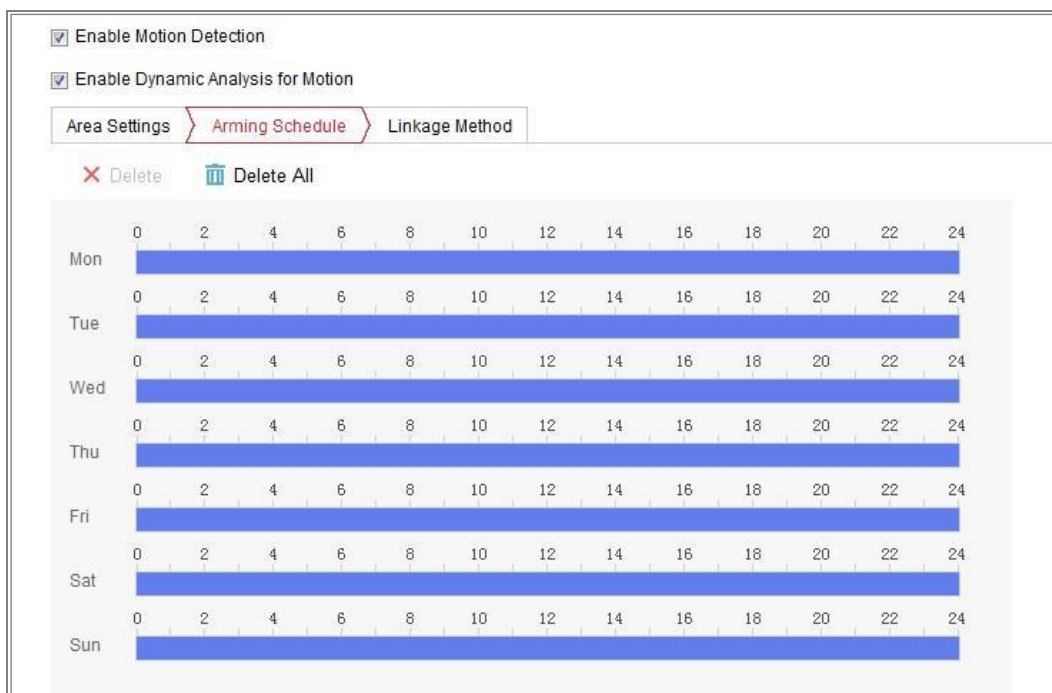 Enable Motion Detection
Enable Dynamic Analysis for Motion
Area Settings Arming Schedule Linkage Method
Delete Delete All
0 2 4 6 8 10 12 14 16 18 20 22 24
Mon
0 2 4 6 8 10 12 14 16 18 20 22 24
Tue
0 2 4 6 8 10 12 14 16 18 20 22 24
Wed
0 2 4 6 8 10 12 14 16 18 20 22 24
Thu
0 2 4 6 8 10 12 14 16 18 20 22 24
Fri
0 2 4 6 8 10 12 14 16 18 20 22 24
Sat
0 2 4 6 8 10 12 14 16 18 20 22 24
Sun